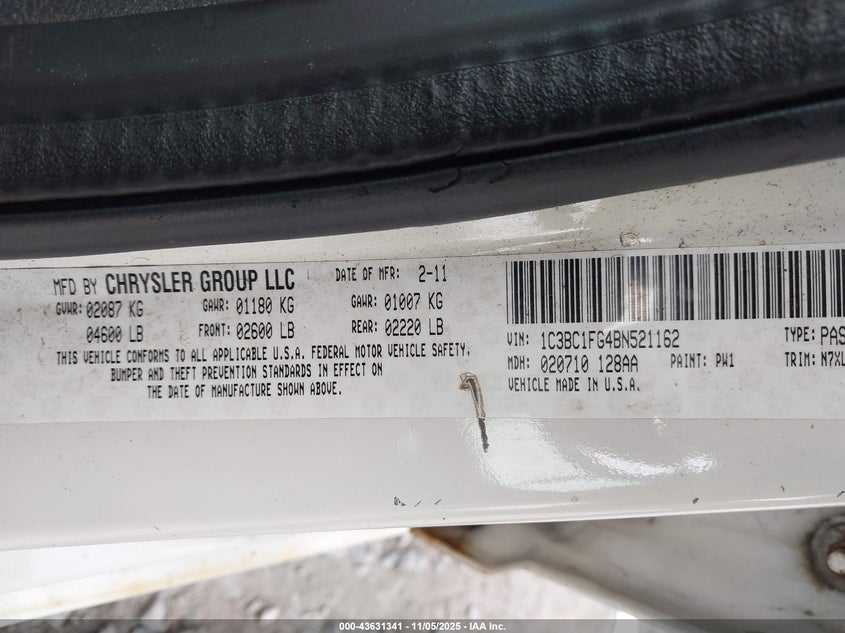 MFD BY CHRYSLER GROUP LLC DATE OF MFR: 2-11
GVWR: 02087 KG GAWR: 01180 KG GAWR: 01007 KG
04600 LB FRONT: 02600 LB REAR: 02220 LB
THIS VEHICLE CONFORMS TO ALL APPLICABLE U.S.A. FEDERAL MOTOR VEHICLE SAFETY,
BUMPER AND THEFT PREVENTION STANDARDS IN EFFECT ON
THE DATE OF MANUFACTURE SHOWN ABOVE.
VIN: 1C3BC1FG4BN521162 TYPE: PAS
MDH: 020710 128AA PAINT: PW1 TRIM: N7XL
VEHICLE MADE IN U.S.A.
000-43631341 - 11/05/2025 - IAA Inc.